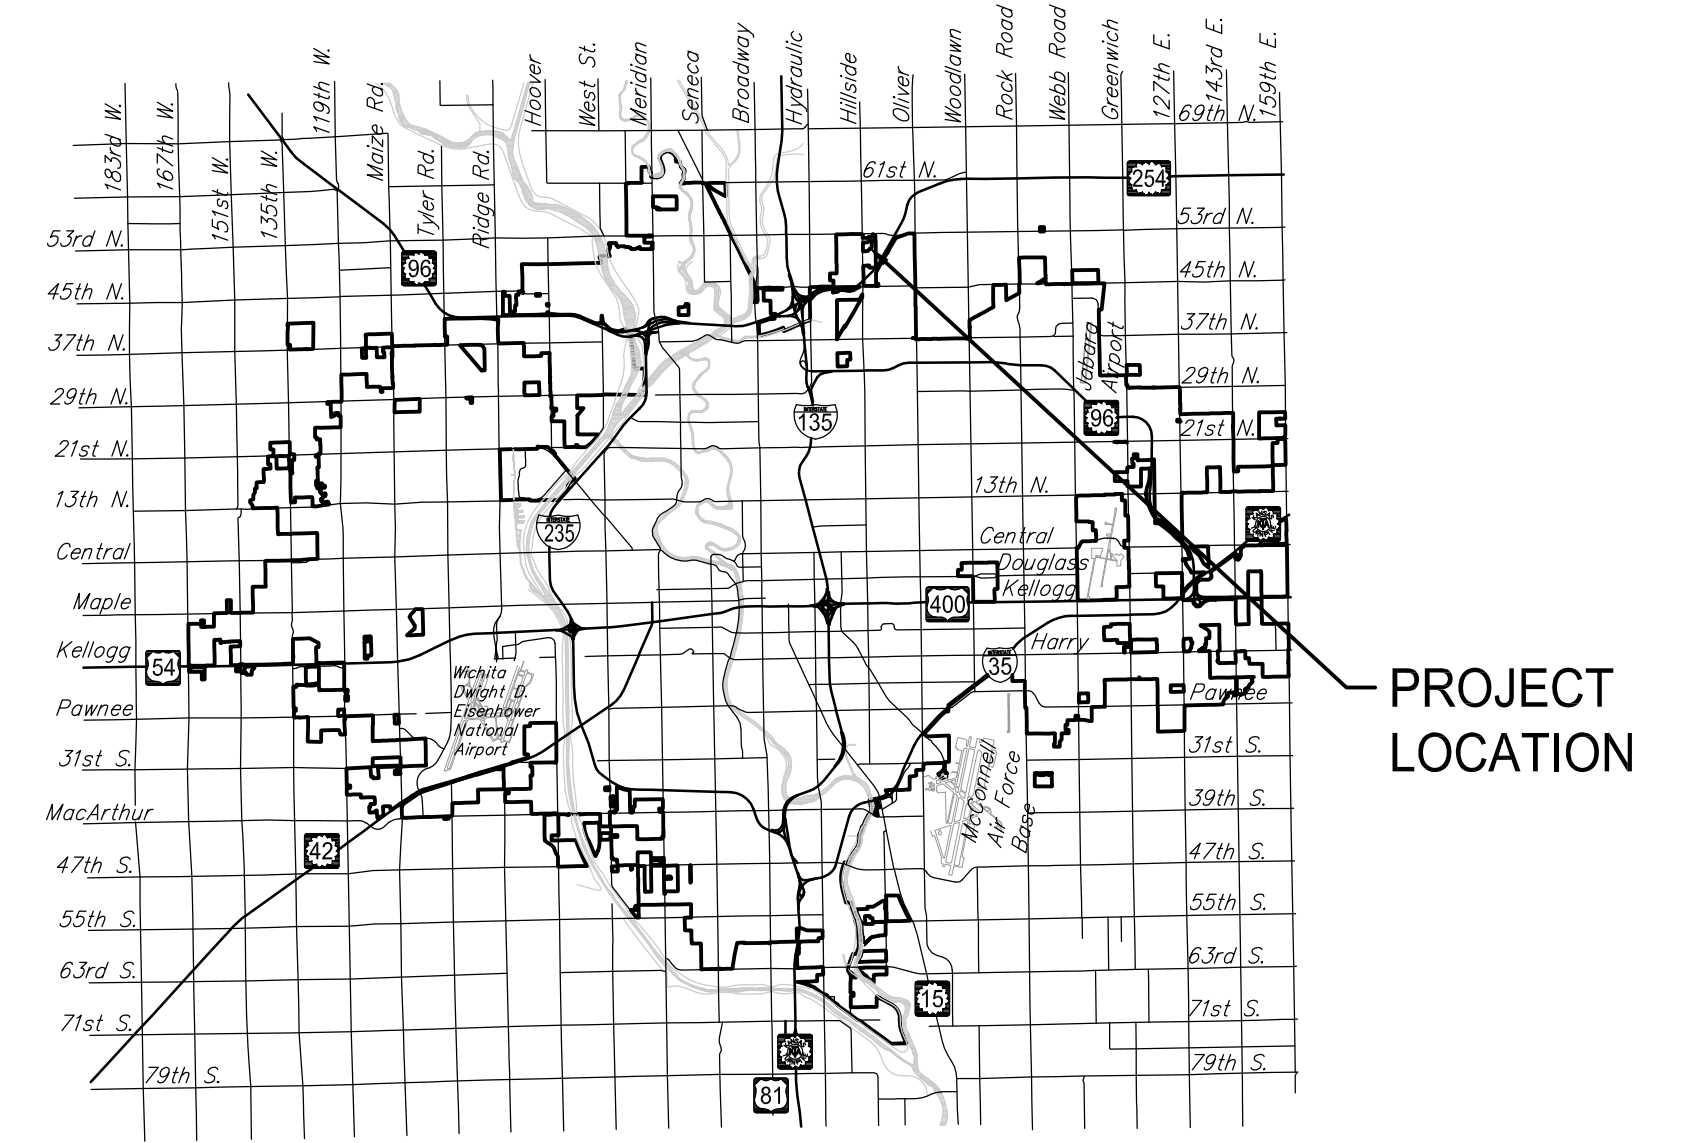 183rd W.
167th W.
151st W.
135th W.
119th W.
Maize Rd.
Tyler Rd.
Ridge Rd.
Hoover
West St.
Meridian
Seneca
Broadway
Hydraulic
Hillside
Oliver
Woodlawn
Rock Road
Webb Road
Greenwich
127th E.
143rd E.
159th E.
69th N.
61st N.
254
53rd N.
53rd N.
96
45th N.
45th N.
37th N.
37th N.
Jabara
Airport
29th N.
29th N.
INTERSTATE
135
96
21st N.
21st N.
13th N.
13th N.
INTERSTATE
235
Central
Central
Douglass
Kellogg
400
Maple
Kellogg
54
Harry
INTERSTATE
35
Wichita
Dwight D.
Eisenhower
National
Airport
Pawnee
Pawnee
PROJECT
LOCATION
31st S.
31st S.
McConnell
Air Force
Base
MacArthur
39th S.
42
47th S.
47th S.
55th S.
55th S.
63rd S.
63rd S.
15
71st S.
71st S.
79th S.
79th S.
81